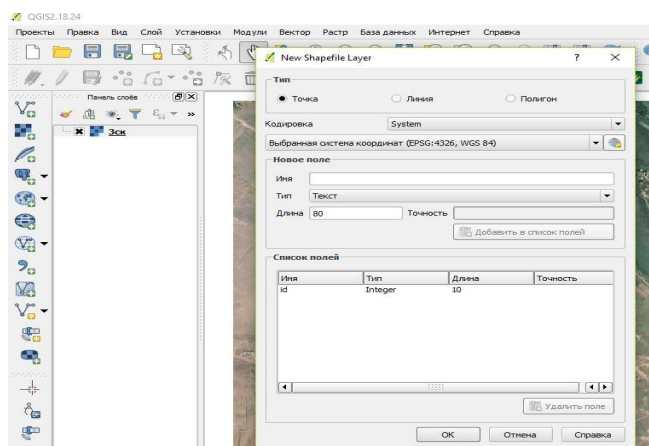 QGIS2.18.24
Проекты Правка Вид Слой Установки Модули Вектор Растр База данных Интернет Справка
New Shapefile Layer ? ×
Панель слоёв
Зск
Тип
Точка Линия Полигон
Кодировка System
Выбранная система координат (EPSG:4326, WGS 84)
Новое поле
Имя
Тип Текст
Длина 80 Точность
Добавить в список полей
Список полей
Имя Тип Длина Точность
id Integer 10
Удалить поле
OK Отмена Справка